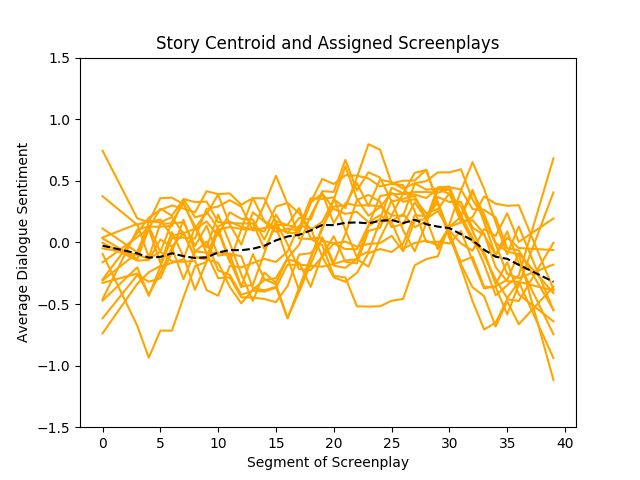 Story Centroid and Assigned Screenplays
1.5
1.0
0.5
0.0
−0.5
−1.0
−1.5
Average Dialogue Sentiment
0 5 10 15 20 25 30 35 40
Segment of Screenplay